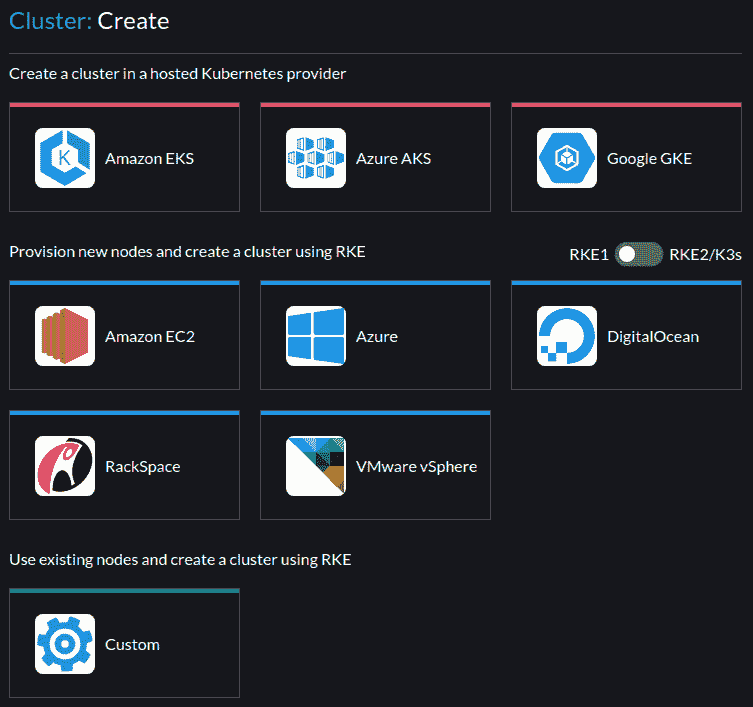 Cluster: Create
Create a cluster in a hosted Kubernetes provider
Amazon EKS
Azure AKS
Google GKE
Provision new nodes and create a cluster using RKE
RKE1 RKE2/K3s
Amazon EC2
Azure
DigitalOcean
RackSpace
VMware vSphere
Use existing nodes and create a cluster using RKE
Custom